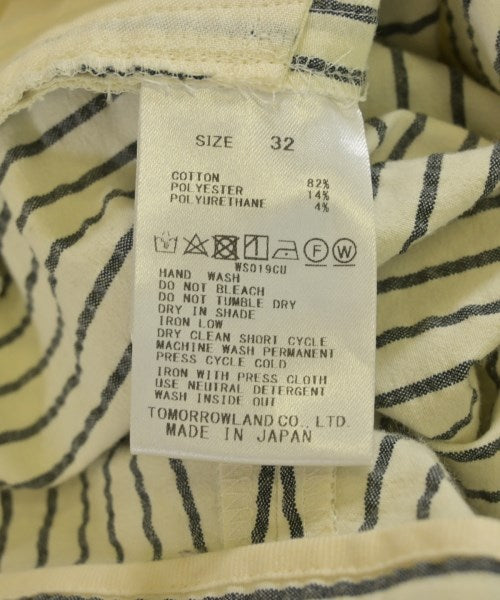 SIZE 32
COTTON 82%
POLYESTER 14%
POLYURETHANE 4%
F W
WS019CU
HAND WASH
DO NOT BLEACH
DO NOT TUMBLE DRY
DRY IN SHADE
IRON LOW
DRY CLEAN SHORT CYCLE
MACHINE WASH PERMANENT
PRESS CYCLE COLD
IRON WITH PRESS CLOTH
USE NEUTRAL DETERGENT
WASH INSIDE OUT
TOMORROWLAND CO., LTD.
MADE IN JAPAN